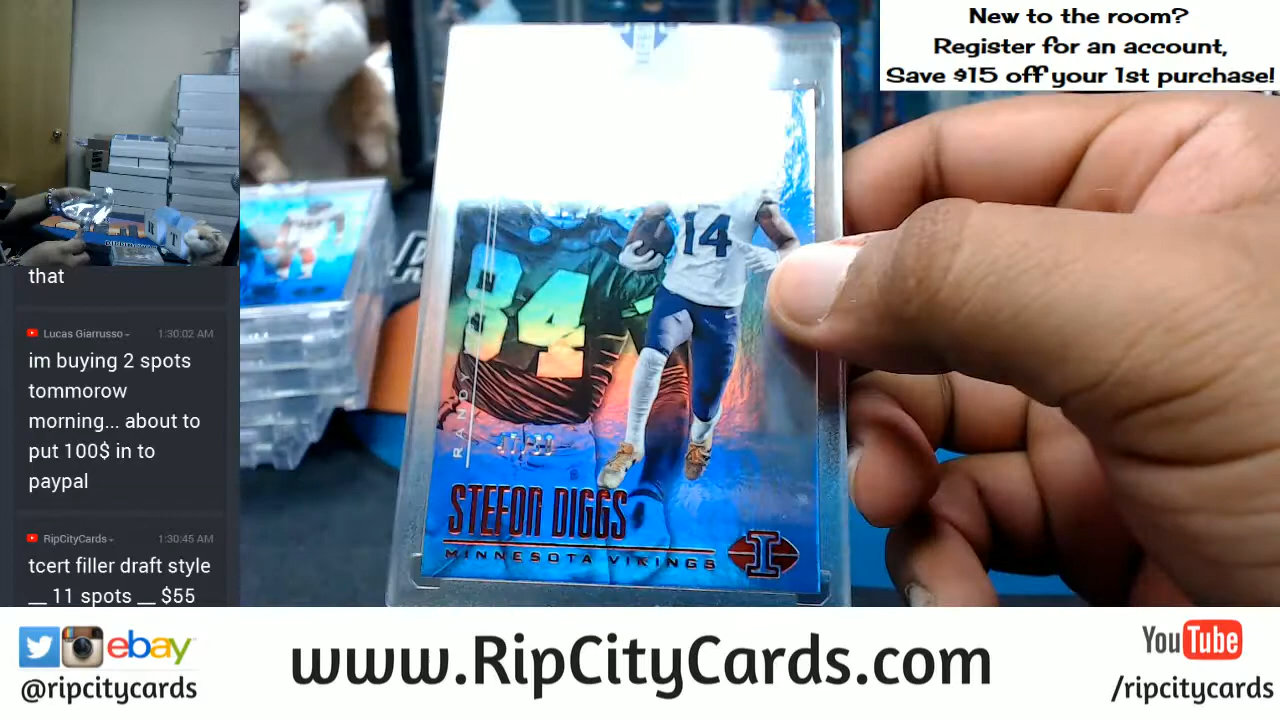 New to the room?
Register for an account,
Save $15 off your 1st purchase!
that
Lucas Giarrusso
1:30:02 AM
im buying 2 spots
tommorow
morning... about to
put 100$ in to
paypal
RipCityCards
1:30:45 AM
tcert filler draft style
__ 11 spots __ $55
14
84
RANDY
STEFON DIGGS
MINNESOTA VIKINGS
I
ebay
@ripcitycards
www.RipCityCards.com
YouTube
/ripcitycards